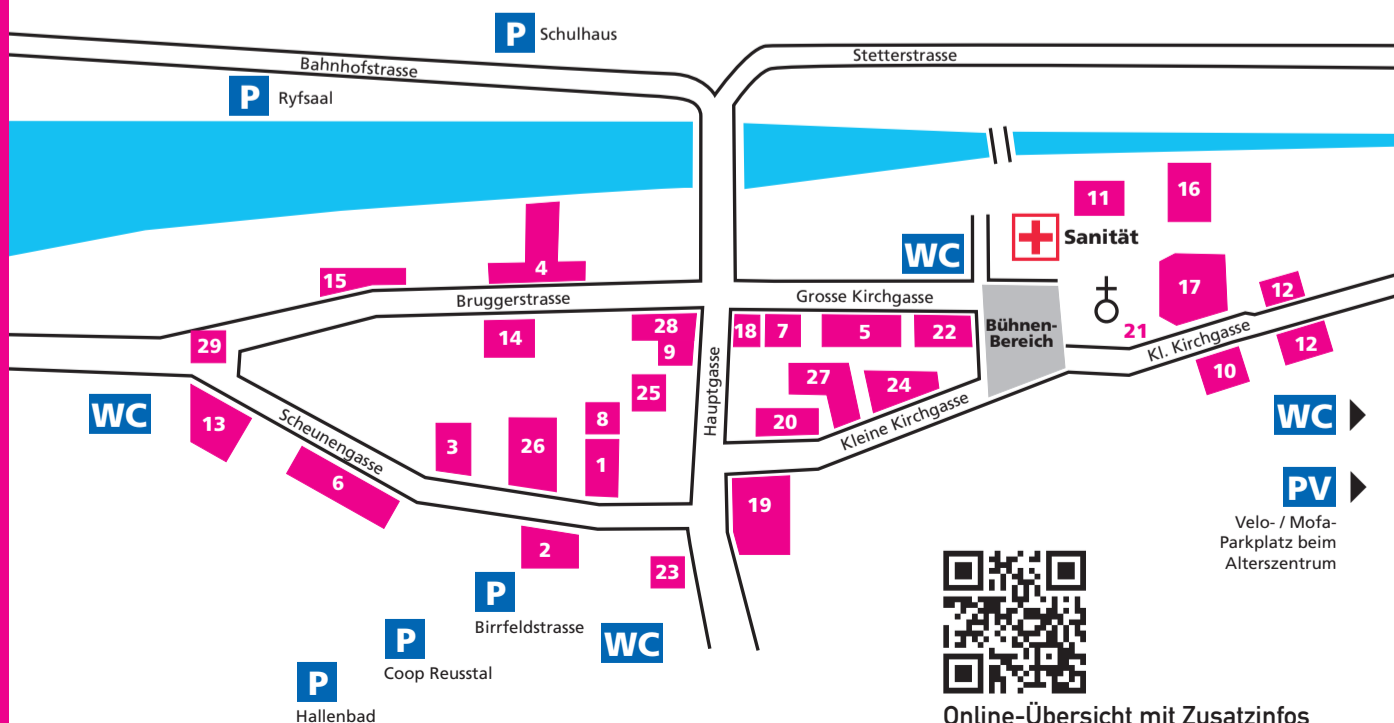 P Schulhaus
Bahnhofstrasse
Stetterstrasse
P Ryfsaal
11
16
Sanität
WC
4
15
17
12
Bruggerstrasse
Grosse Kirchgasse
21
Kl. Kirchgasse
12
10
29
14
28
9
18
7
5
22
Bühnen-
Bereich
25
27
24
Hauptgasse
WC
13
Scheunengasse
8
20
Kleine Kirchgasse
WC
3
26
1
6
19
PV
Velo- / Mofa-
Parkplatz beim
Alterszentrum
2
23
P
Birrfeldstrasse
WC
P
Coop Reusstal
P
Hallenbad
Online-Übersicht mit Zusatzinfos